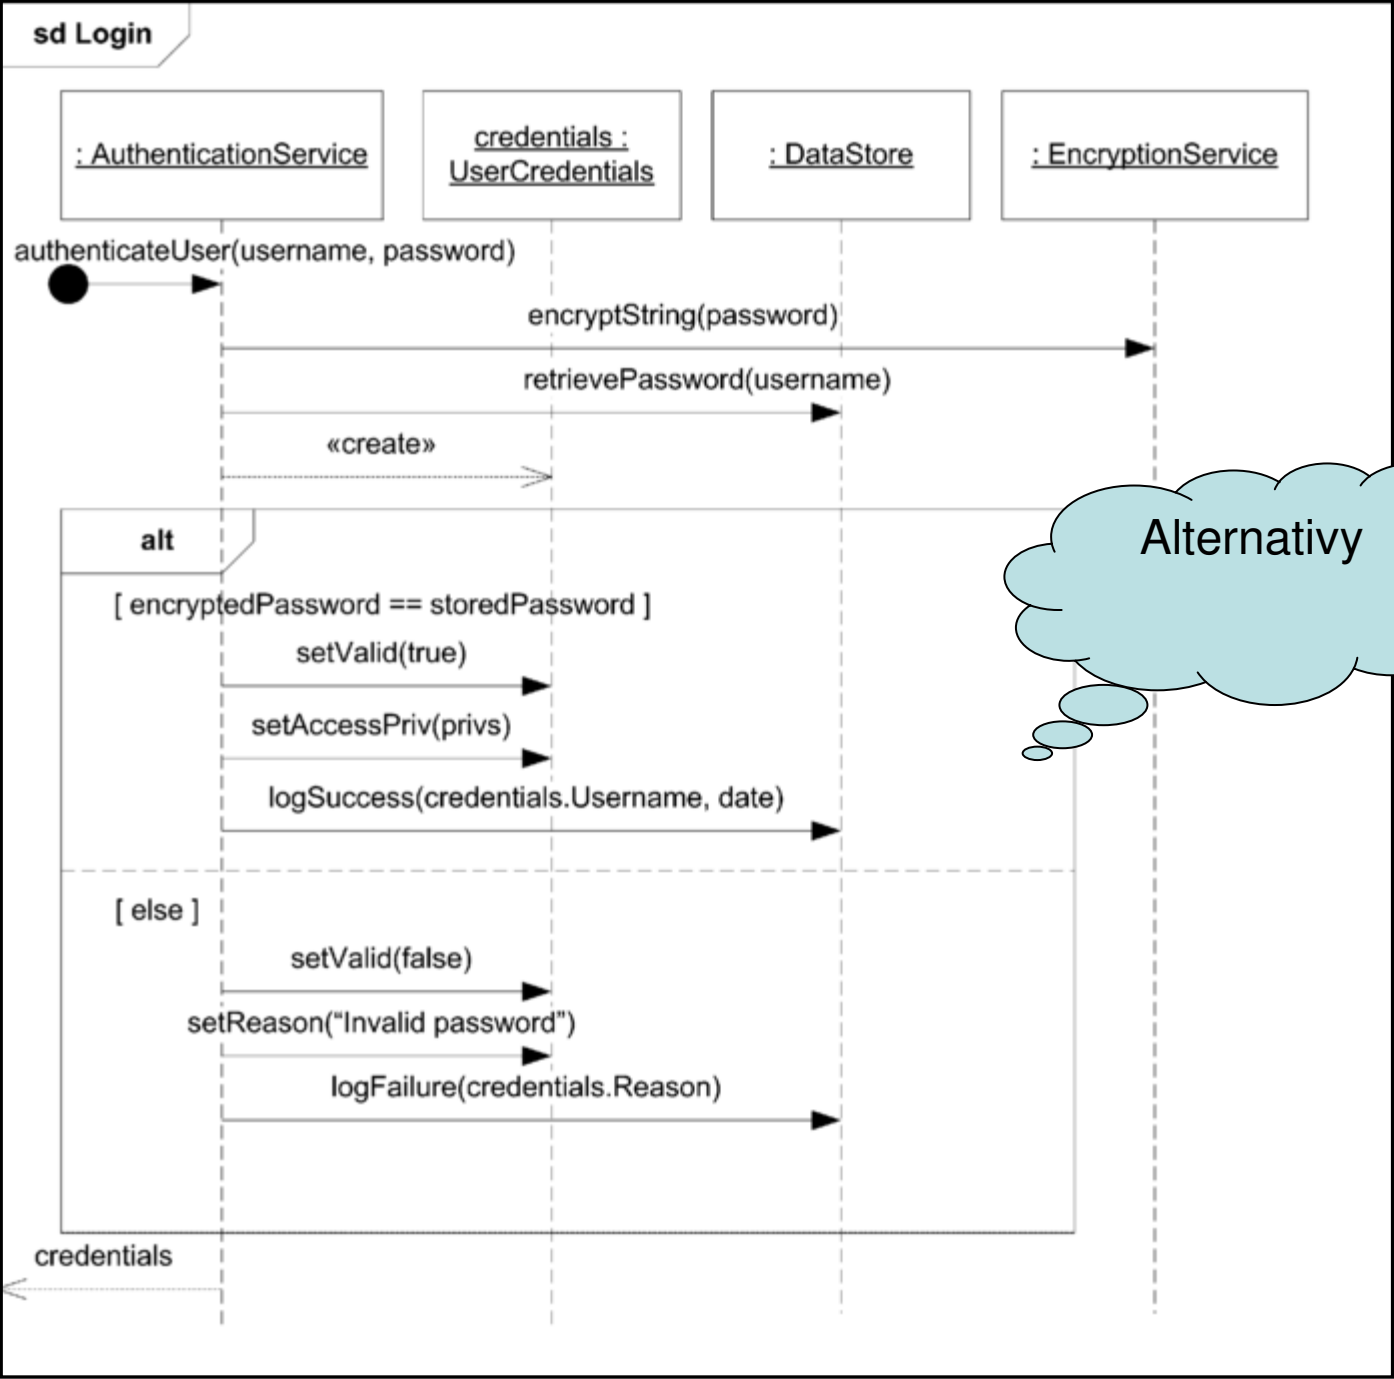 sd Login
: AuthenticationService
credentials :
UserCredentials
: DataStore
: EncryptionService
authenticateUser(username, password)
encryptString(password)
retrievePassword(username)
«create»
alt
Alternativy
[ encryptedPassword == storedPassword ]
setValid(true)
setAccessPriv(privs)
logSuccess(credentials.Username, date)
[ else ]
setValid(false)
setReason(“Invalid password”)
logFailure(credentials.Reason)
credentials